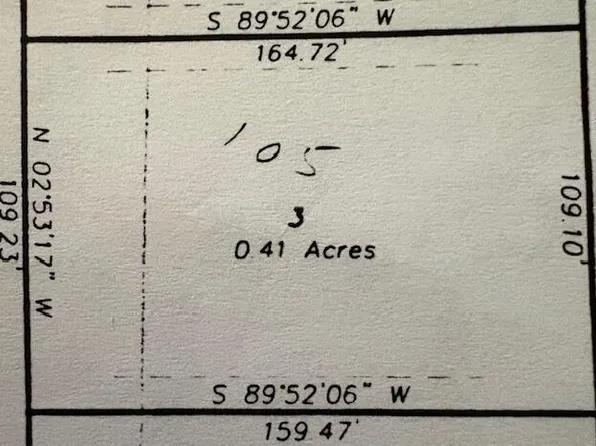 S 89°52'06" W
164.72'
105
3
0.41 Acres
N 02°53'17" W
109.23'
109.10'
S 89°52'06" W
159.47'